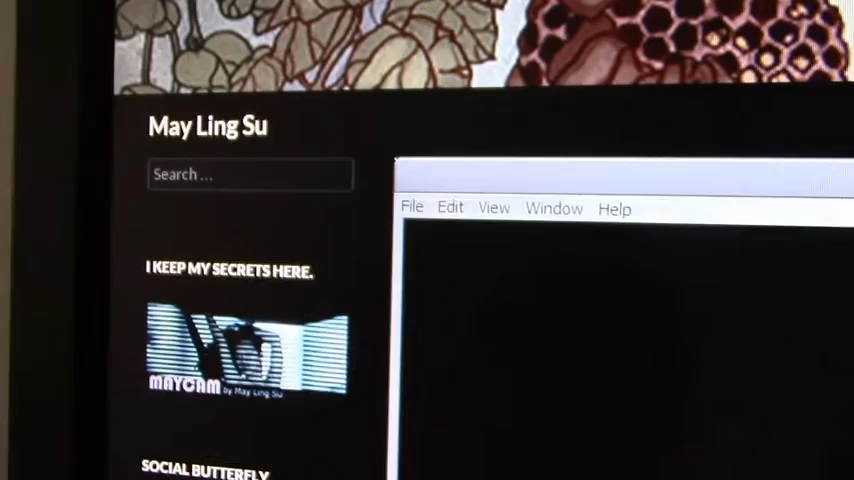 May Ling Su
Search ...
File Edit View Window Help
I KEEP MY SECRETS HERE.
MAYCAM by May Ling Su
SOCIAL BUTTERFLY